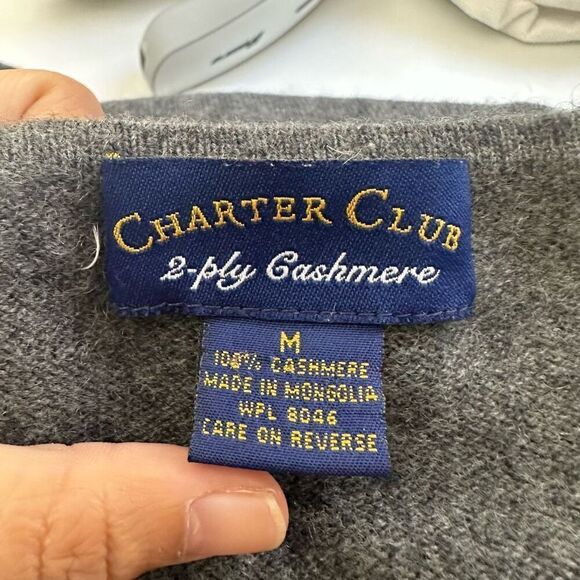 CHARTER CLUB
2-ply Cashmere
M
100% CASHMERE
MADE IN MONGOLIA
WPL 8046
CARE ON REVERSE